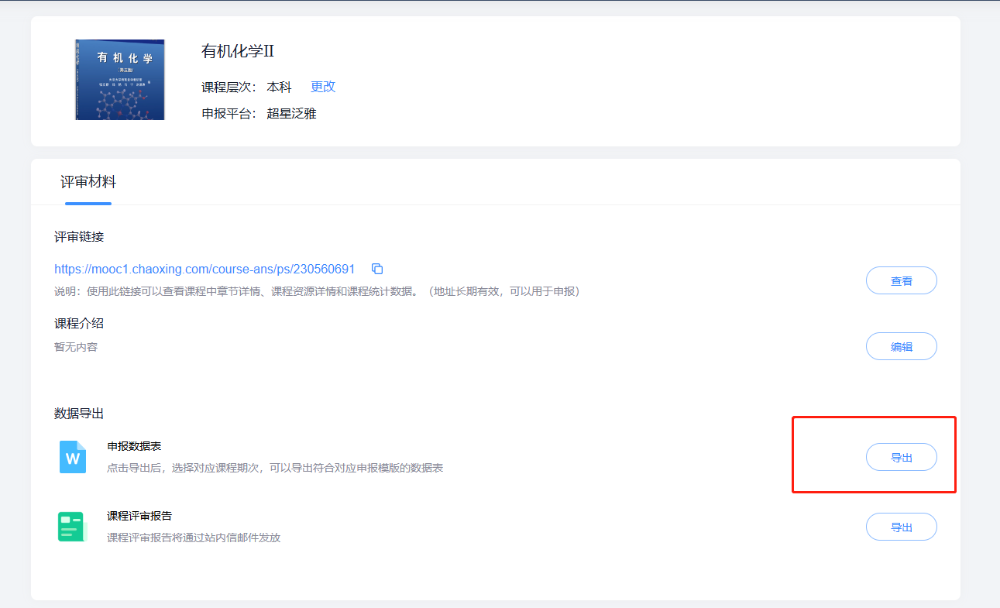 有机化学
(第五版)
有机化学II
课程层次： 本科 更改
申报平台： 超星泛雅
评审材料
评审链接
https://mooc1.chaoxing.com/course-ans/ps/230560691
说明：使用此链接可以查看课程中章节详情、课程资源详情和课程统计数据。（地址长期有效，可以用于申报）
查看
课程介绍
暂无内容
编辑
数据导出
W
申报数据表
点击导出后，选择对应课程期次，可以导出符合对应申报模版的数据表
导出
课程评审报告
课程评审报告将通过站内信邮件发放
导出